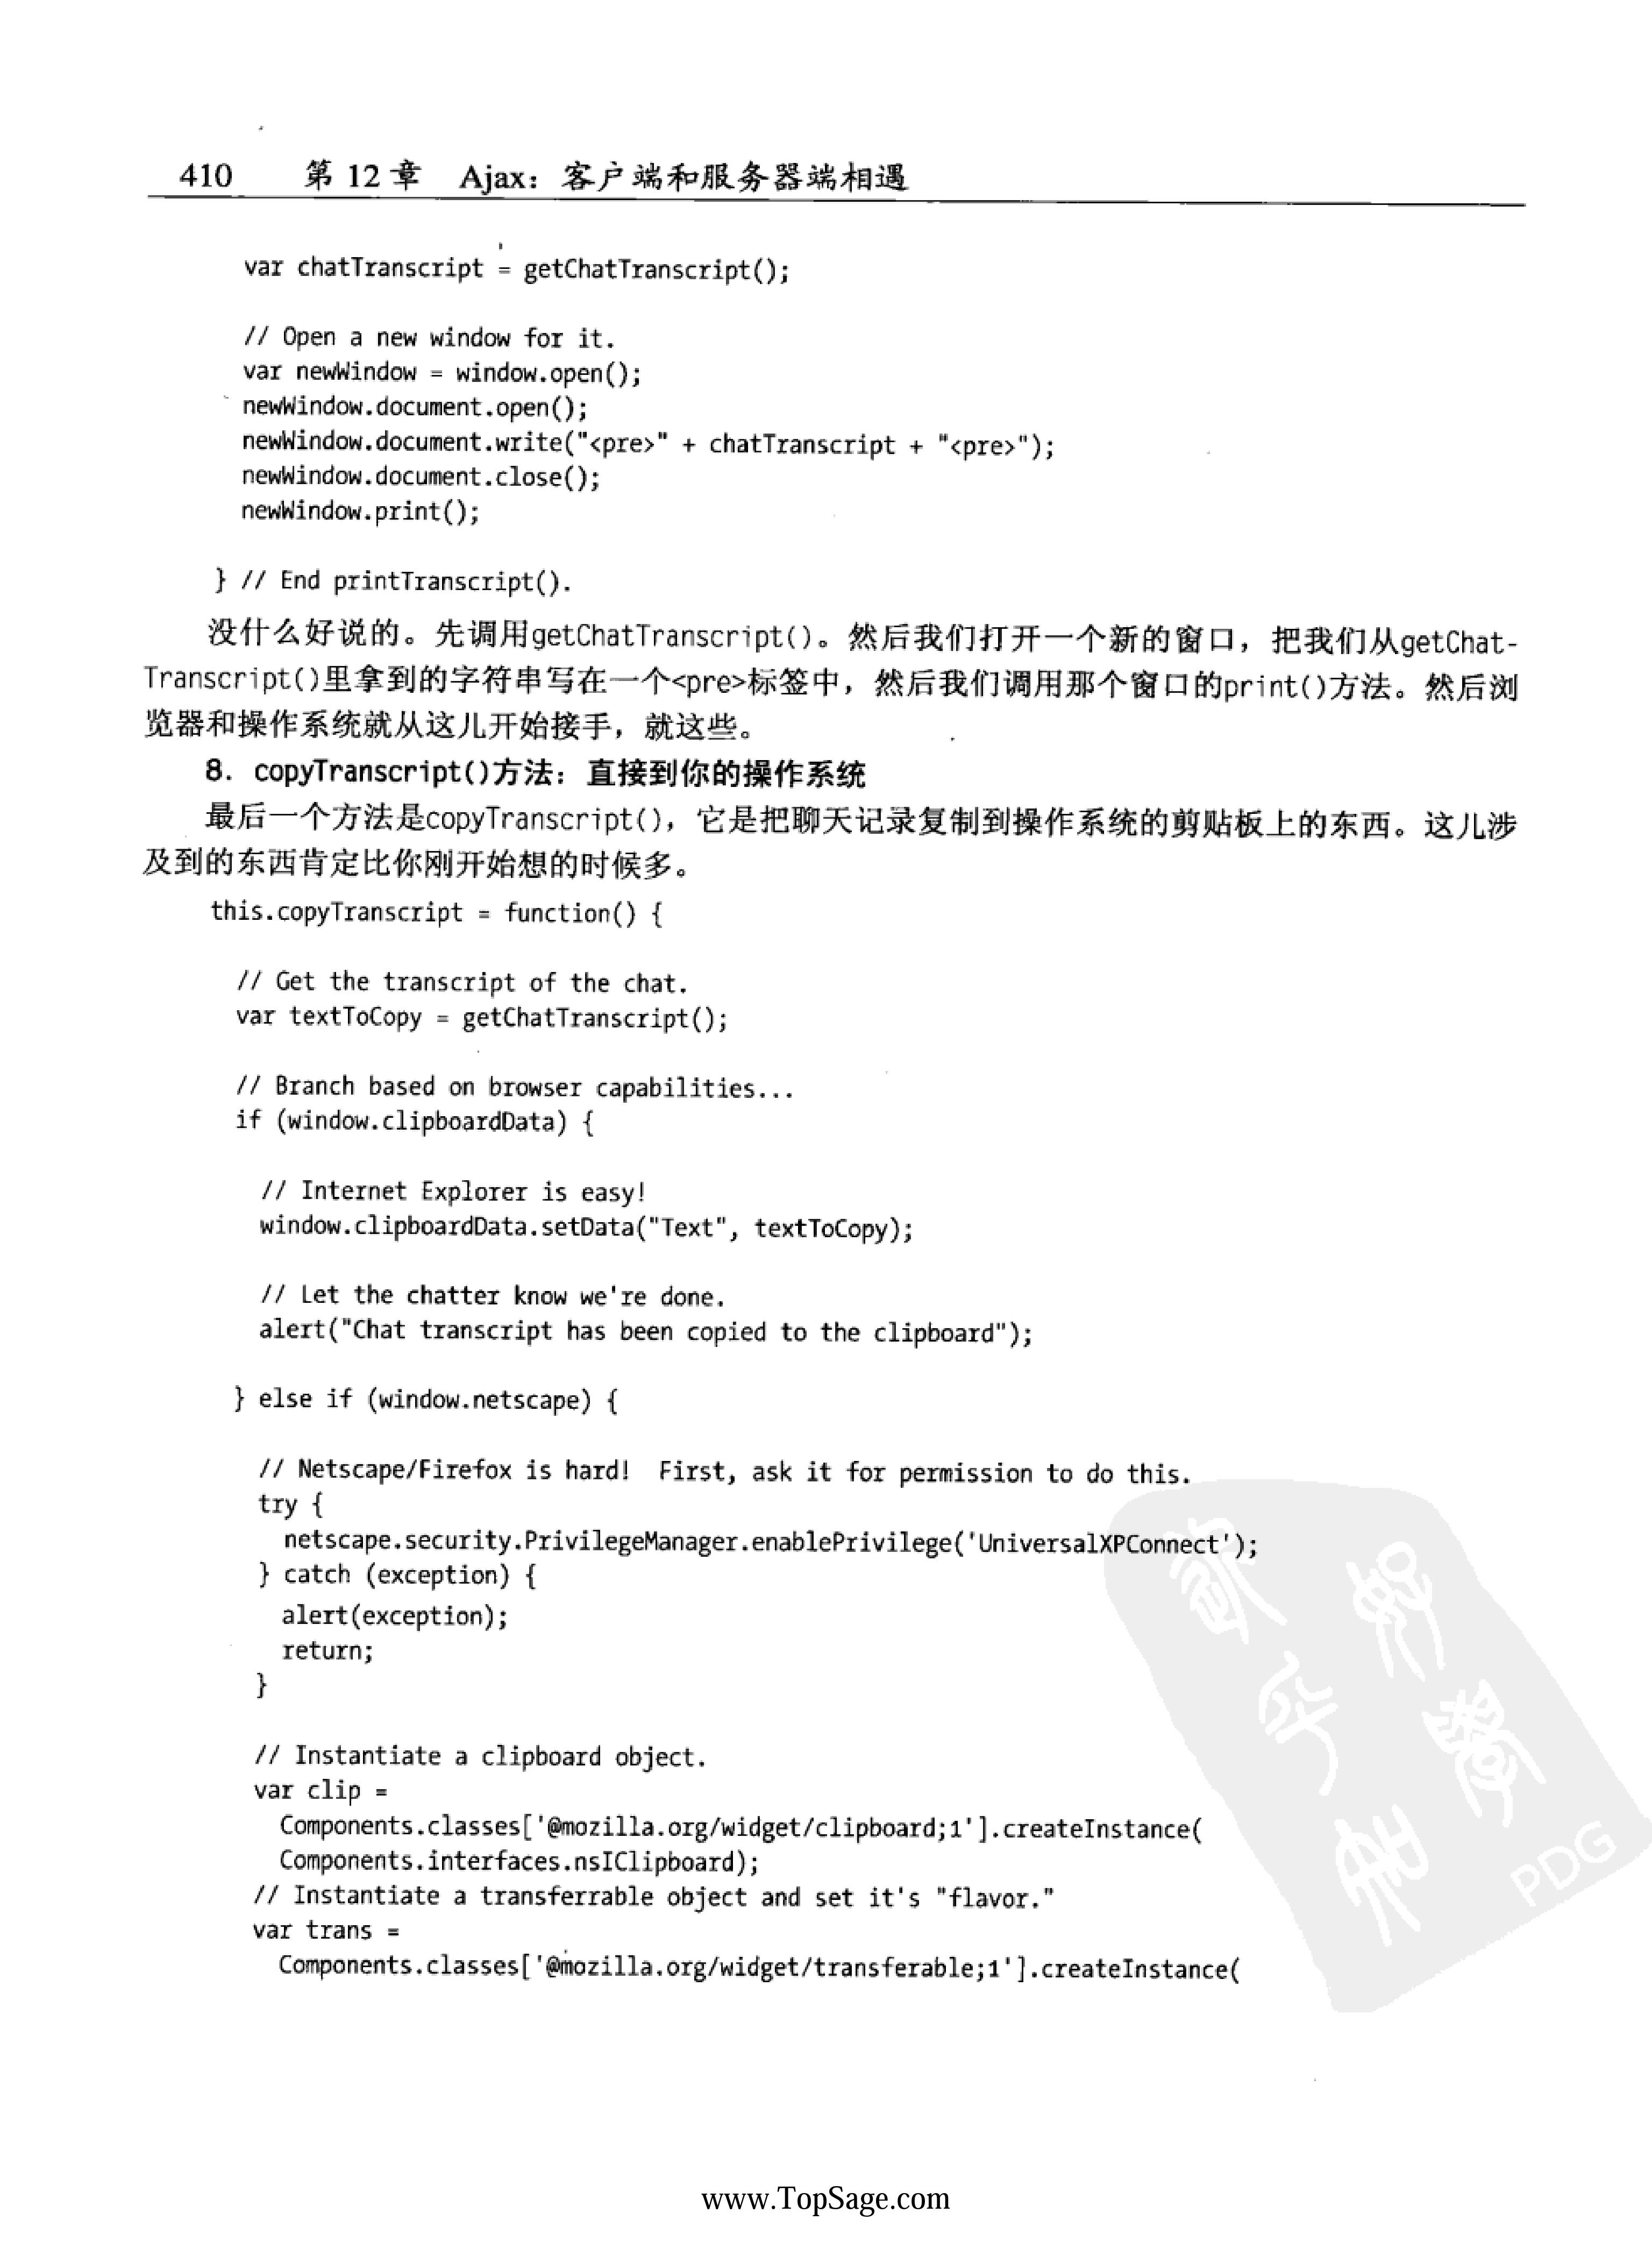 410 第 12 章 Ajax：客户端和服务器端相遇
var chatTranscript = getChatTranscript();
// Open a new window for it.
var newWindow = window.open();
newWindow.document.open();
newWindow.document.write("<pre>" + chatTranscript + "<pre>");
newWindow.document.close();
newWindow.print();
} // End printTranscript().
没什么好说的。先调用getChatTranscript()。然后我们打开一个新的窗口，把我们从getChat-
Transcript()里拿到的字符串写在一个<pre>标签中，然后我们调用那个窗口的print()方法。然后浏
览器和操作系统就从这儿开始接手，就这些。
8. copyTranscript()方法：直接到你的操作系统
最后一个方法是copyTranscript()，它是把聊天记录复制到操作系统的剪贴板上的东西。这儿涉
及到的东西肯定比你刚开始想的时候多。
this.copyTranscript = function() {
// Get the transcript of the chat.
var textToCopy = getChatTranscript();
// Branch based on browser capabilities...
if (window.clipboardData) {
// Internet Explorer is easy!
window.clipboardData.setData("Text", textToCopy);
// Let the chatter know we're done.
alert("Chat transcript has been copied to the clipboard");
} else if (window.netscape) {
// Netscape/Firefox is hard!  First, ask it for permission to do this.
try {
netscape.security.PrivilegeManager.enablePrivilege('UniversalXPConnect');
} catch (exception) {
alert(exception);
return;
}
// Instantiate a clipboard object.
var clip =
Components.classes['@mozilla.org/widget/clipboard;1'].createInstance(
Components.interfaces.nsIClipboard);
// Instantiate a transferrable object and set it's "flavor."
var trans =
Components.classes['@mozilla.org/widget/transferable;1'].createInstance(
PDG
www.TopSage.com